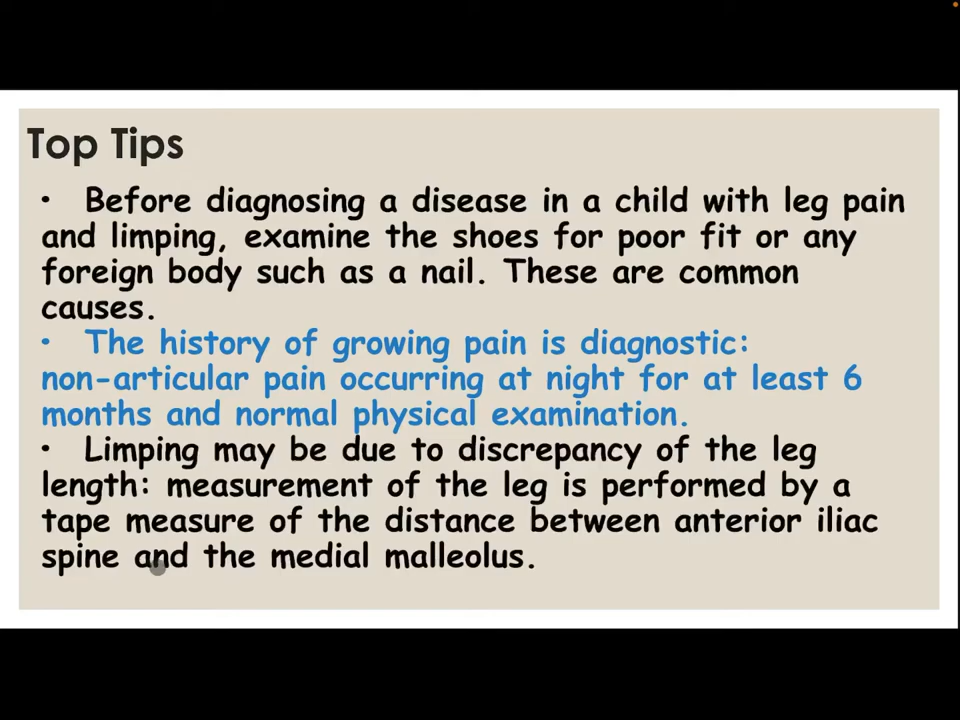 Top Tips
• Before diagnosing a disease in a child with leg pain
and limping, examine the shoes for poor fit or any
foreign body such as a nail. These are common
causes.
• The history of growing pain is diagnostic:
non-articular pain occurring at night for at least 6
months and normal physical examination.
• Limping may be due to discrepancy of the leg
length: measurement of the leg is performed by a
tape measure of the distance between anterior iliac
spine and the medial malleolus.